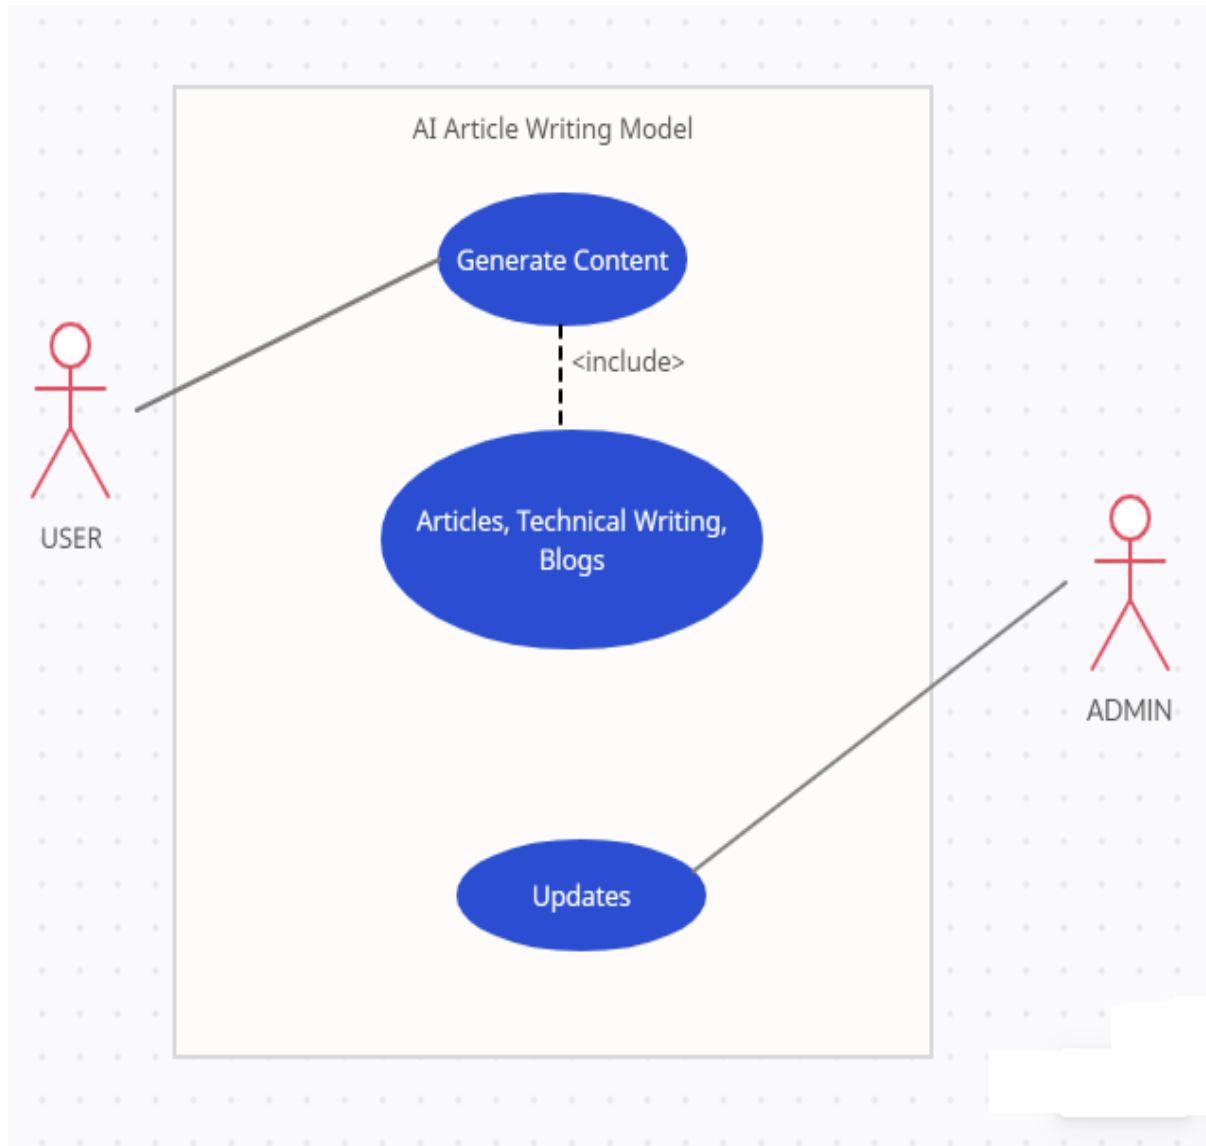 AI Article Writing Model
Generate Content
<include>
USER
Articles, Technical Writing,
Blogs
ADMIN
Updates